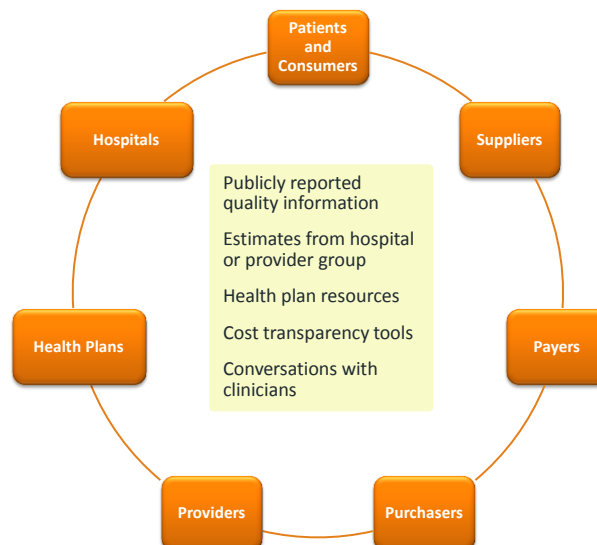 Patients
and
Consumers
Hospitals
Suppliers
Publicly reported
quality information
Estimates from hospital
or provider group
Health plan resources
Cost transparency tools
Conversations with
clinicians
Health Plans
Payers
Providers
Purchasers